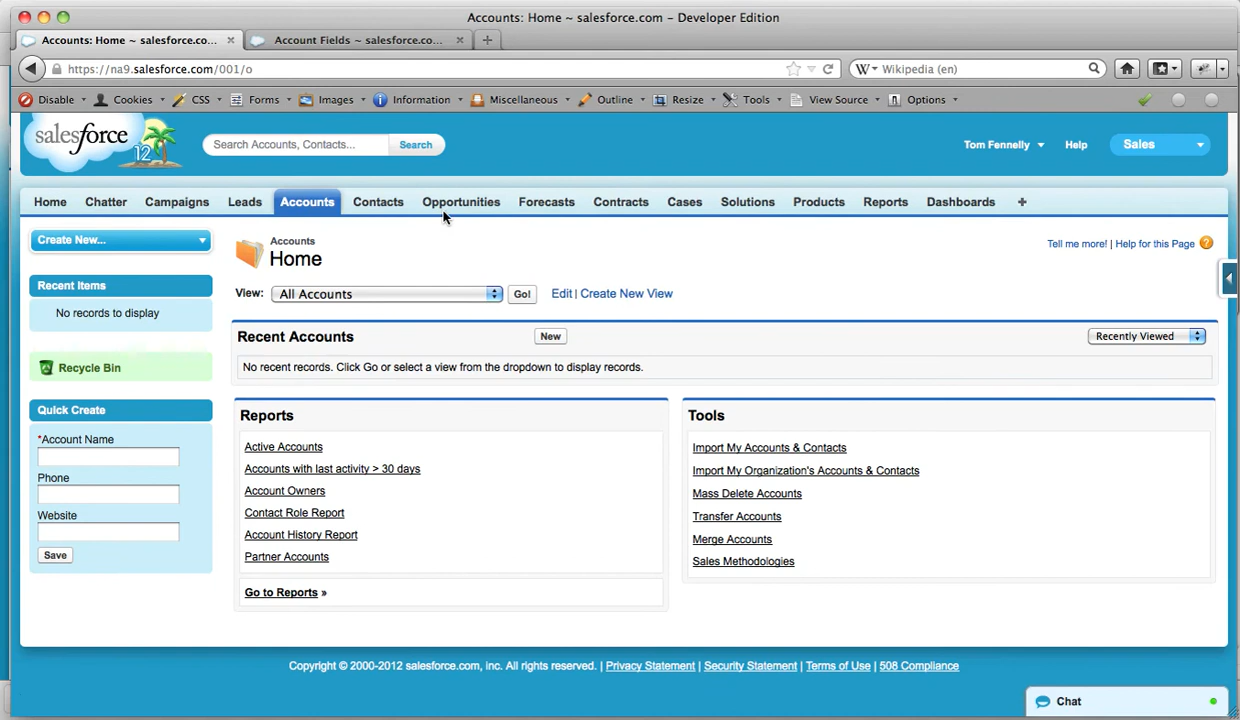 Accounts: Home ~ salesforce.com – Developer Edition
Accounts: Home ~ salesforce.co...
Account Fields ~ salesforce.co...
https://na9.salesforce.com/001/o
W Wikipedia (en)
Disable Cookies CSS Forms Images Information Miscellaneous Outline Resize Tools View Source Options
salesforce
12
Search Accounts, Contacts...
Search
Tom Fennelly
Help
Sales
Home Chatter Campaigns Leads Accounts Contacts Opportunities Forecasts Contracts Cases Solutions Products Reports Dashboards +
Create New...
Recent Items
No records to display
Recycle Bin
Quick Create
*Account Name
Phone
Website
Save
Accounts
Home
Tell me more! | Help for this Page ?
View: All Accounts Go! Edit | Create New View
Recent Accounts
New
Recently Viewed
No recent records. Click Go or select a view from the dropdown to display records.
Reports
Active Accounts
Accounts with last activity > 30 days
Account Owners
Contact Role Report
Account History Report
Partner Accounts
Go to Reports »
Tools
Import My Accounts & Contacts
Import My Organization's Accounts & Contacts
Mass Delete Accounts
Transfer Accounts
Merge Accounts
Sales Methodologies
Copyright © 2000-2012 salesforce.com, inc. All rights reserved. | Privacy Statement | Security Statement | Terms of Use | 508 Compliance
Chat